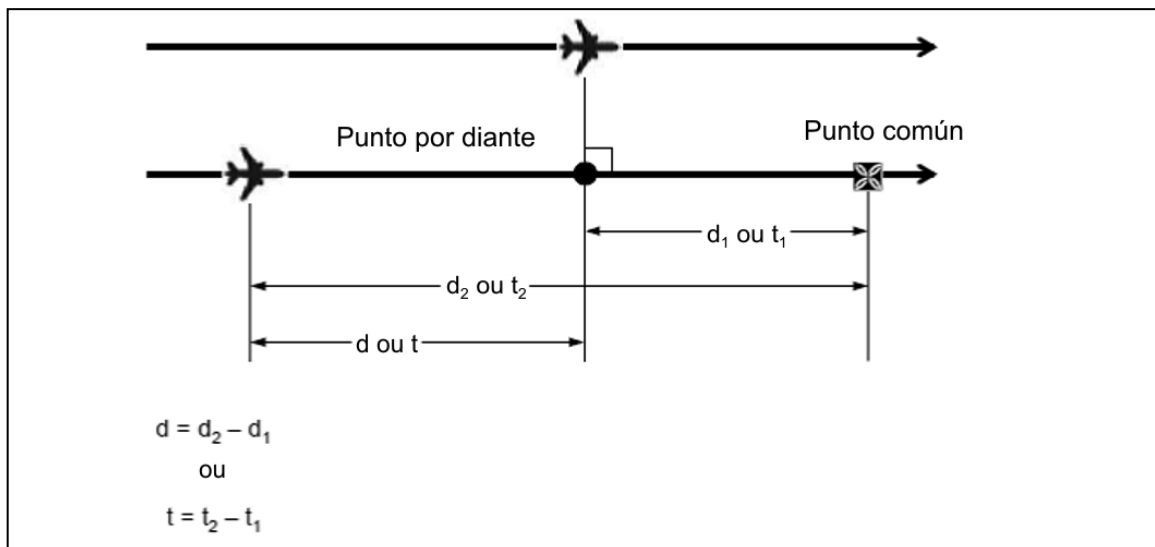 Punto por diante
Punto común
d₁ ou t₁
d₂ ou t₂
d ou t
d = d₂ – d₁
ou
t = t₂ – t₁